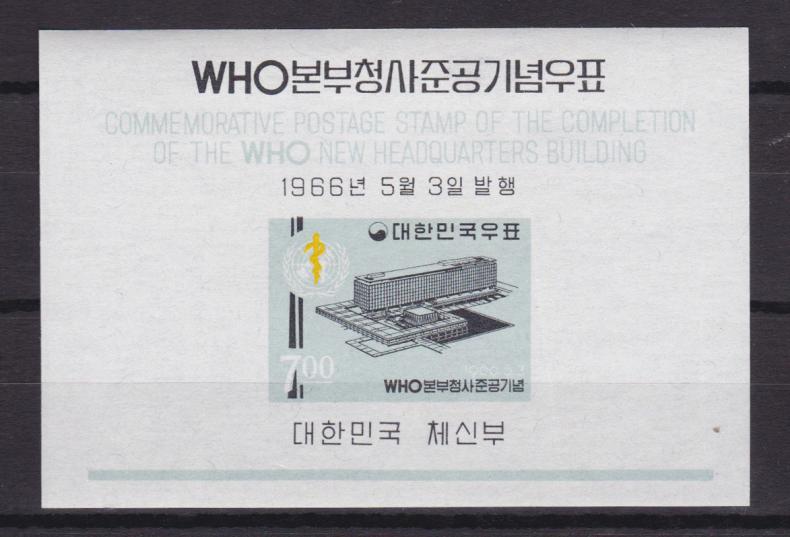 WHO본부청사준공기념우표
COMMEMORATIVE POSTAGE STAMP OF THE COMPLETION
OF THE WHO NEW HEADQUARTERS BUILDING
1966년 5월 3일 발행
대한민국우표
7.00
1966.5.3
WHO본부청사준공기념
대한민국 체신부